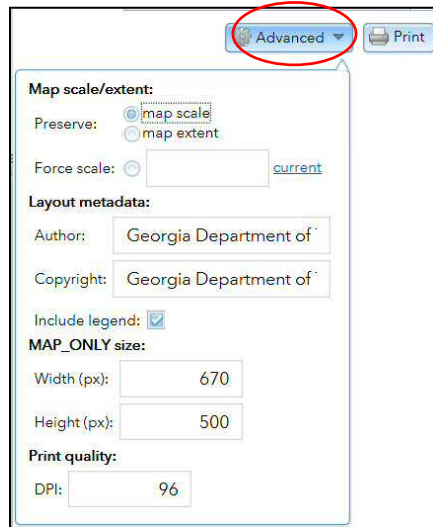 Advanced Print
Map scale/extent:
Preserve: map scale
map extent
Force scale: current
Layout metadata:
Author: Georgia Department of
Copyright: Georgia Department of
Include legend:
MAP_ONLY size:
Width (px): 670
Height (px): 500
Print quality:
DPI: 96